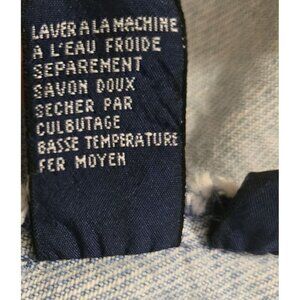 LAVER A LA MACHINE
A L'EAU FROIDE
SEPAREMENT
SAVON DOUX
SECHER PAR
CULBUTAGE
BASSE TEMPERATURE
FER MOYEN